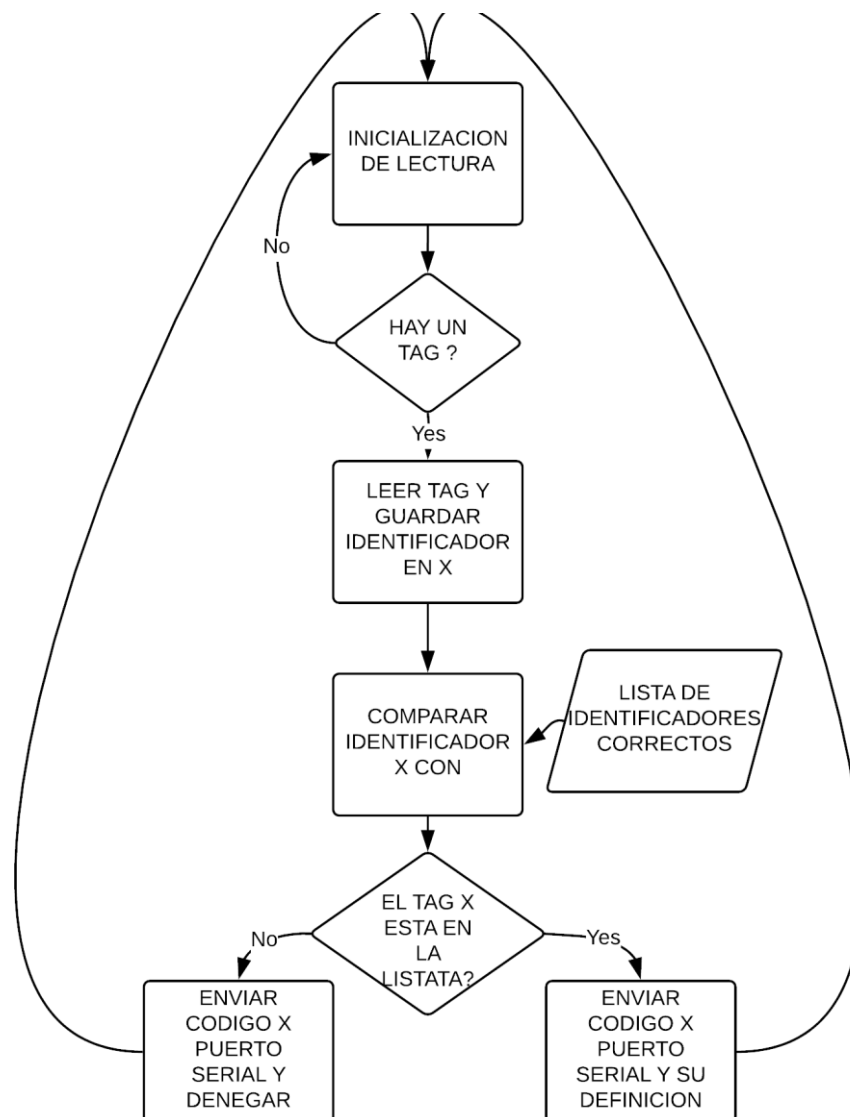 INICIALIZACION
DE LECTURA
No
HAY UN
TAG ?
Yes
LEER TAG Y
GUARDAR
IDENTIFICADOR
EN X
COMPARAR
IDENTIFICADOR
X CON
LISTA DE
IDENTIFICADORES
CORRECTOS
EL TAG X
ESTA EN
LA
LISTATA?
No
Yes
ENVIAR
CODIGO X
PUERTO
SERIAL Y
DENEGAR
ENVIAR
CODIGO X
PUERTO
SERIAL Y SU
DEFINICION